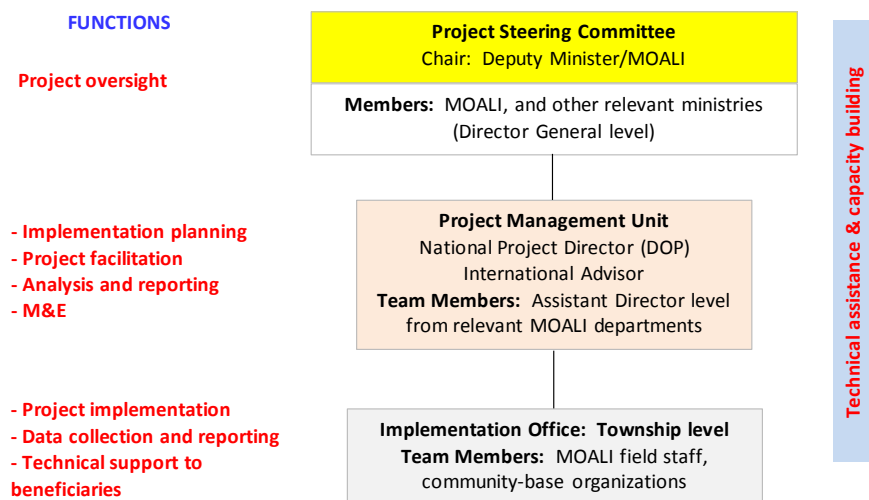 FUNCTIONS
Project Steering Committee
Chair: Deputy Minister/MOALI
Project oversight
Members: MOALI, and other relevant ministries
(Director General level)
- Implementation planning
- Project facilitation
- Analysis and reporting
- M&E
Project Management Unit
National Project Director (DOP)
International Advisor
Team Members: Assistant Director level
from relevant MOALI departments
- Project implementation
- Data collection and reporting
- Technical support to
beneficiaries
Implementation Office: Township level
Team Members: MOALI field staff,
community-base organizations
Technical assistance & capacity building